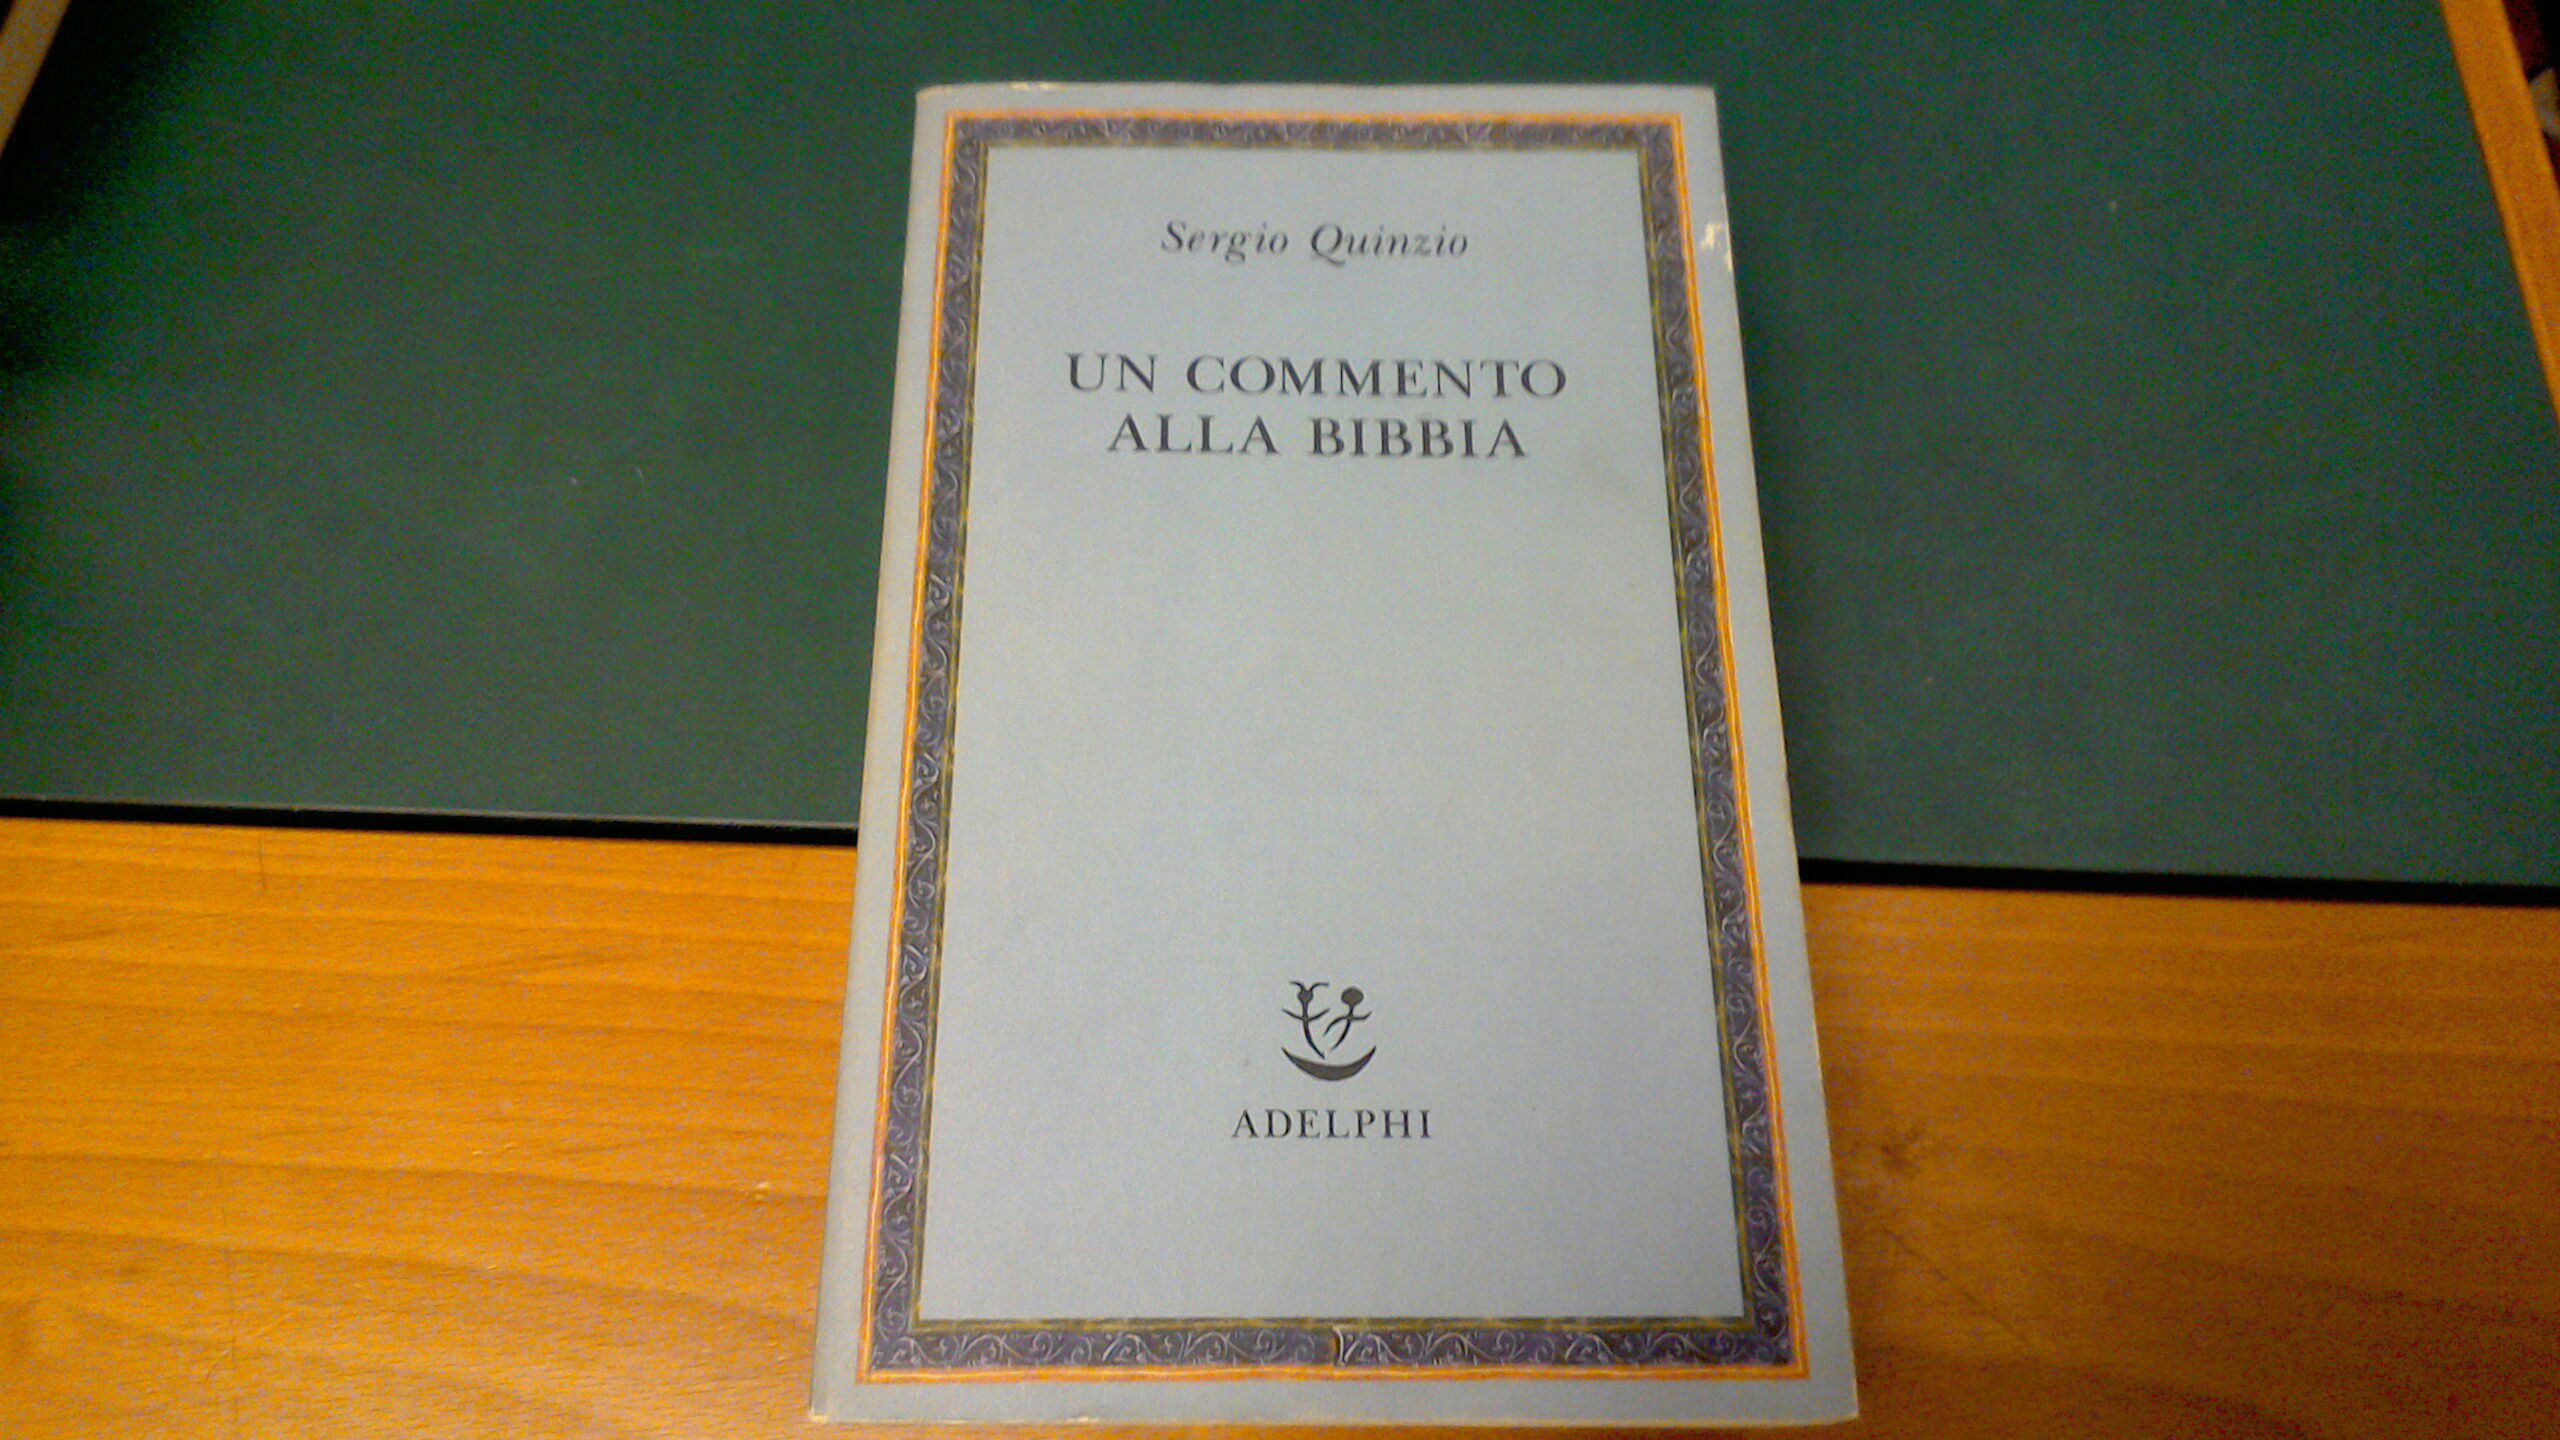 Sergio Quinzio
UN COMMENTO
ALLA BIBBIA
ADELPHI